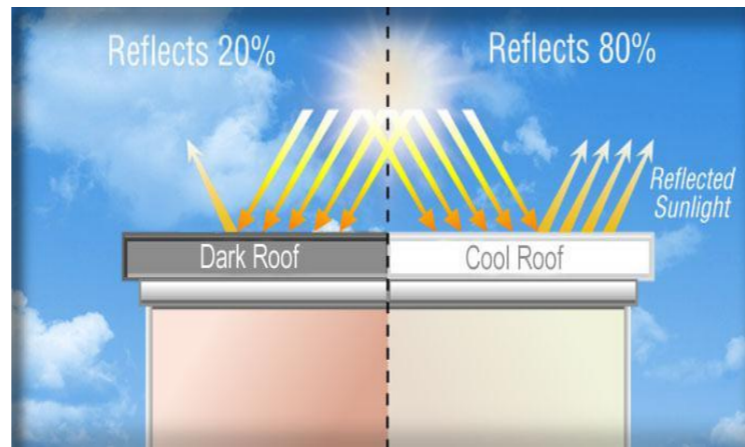 Reflects 20%
Reflects 80%
Reflected
Sunlight
Dark Roof
Cool Roof